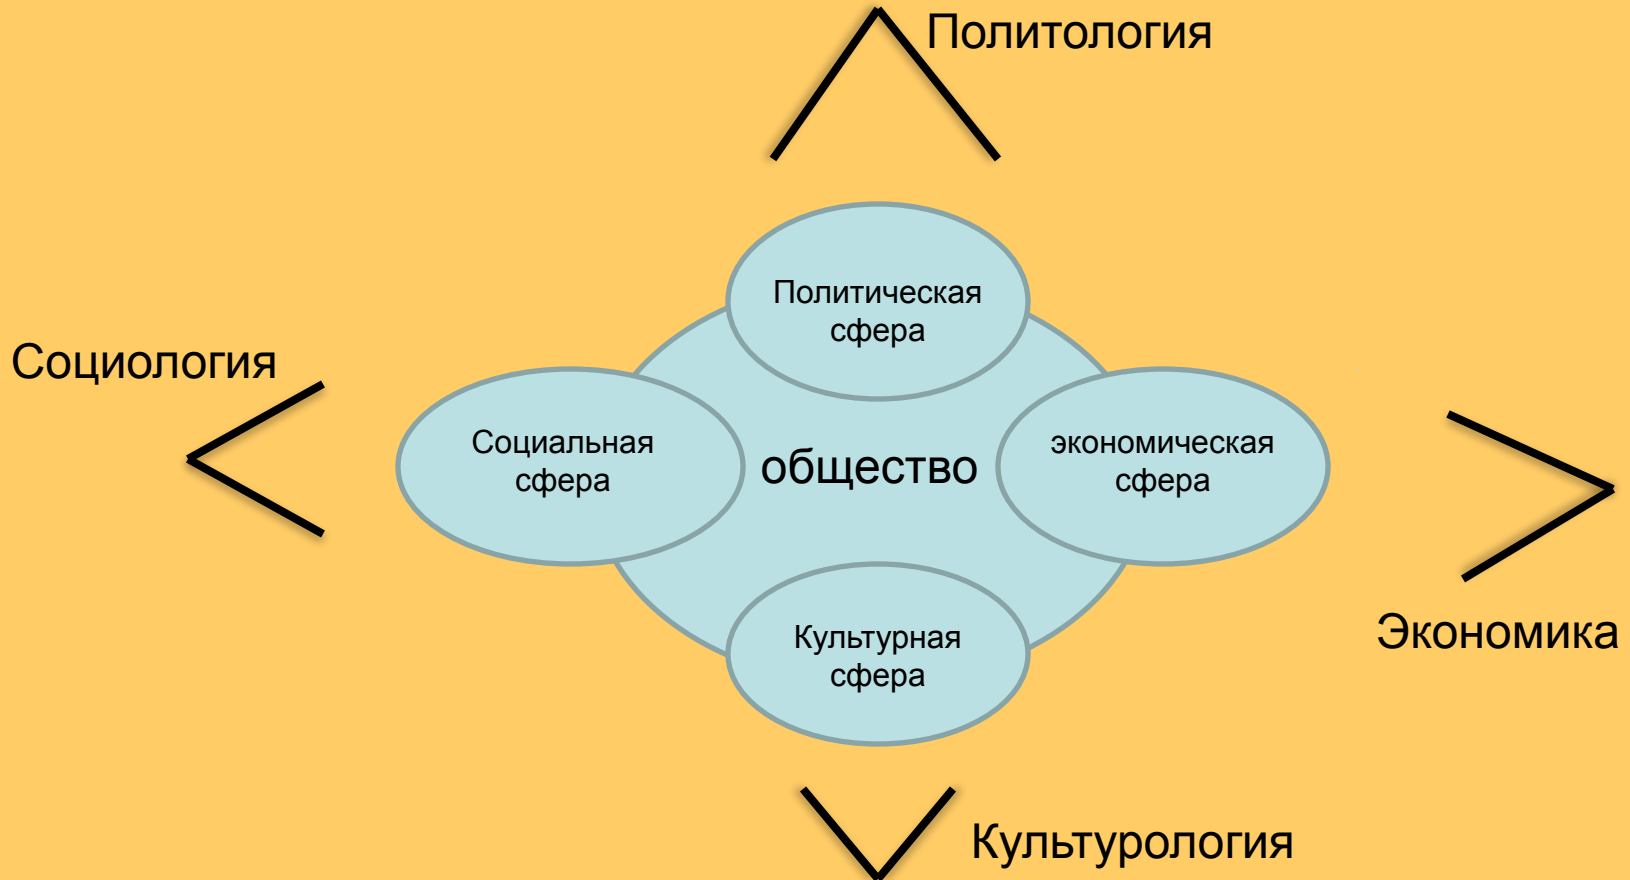 Политология
Политическая
сфера
Социология
Социальная
сфера
общество
экономическая
сфера
Экономика
Культурная
сфера
Культурология